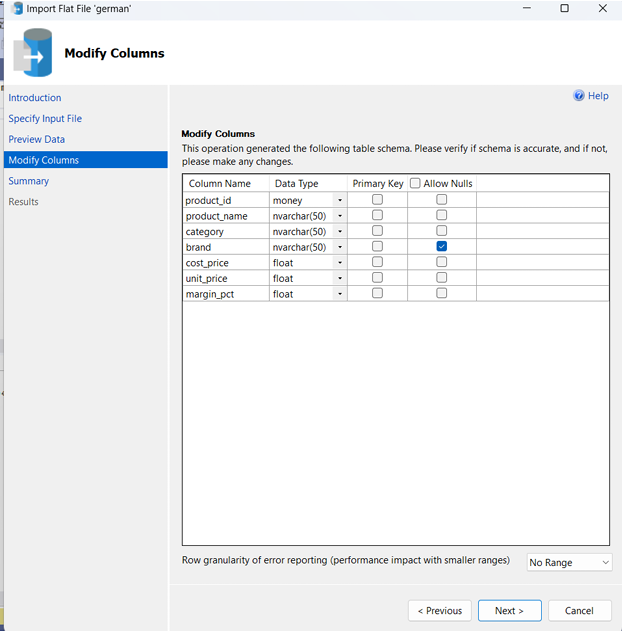 Import Flat File 'german'
Modify Columns
Introduction
Specify Input File
Preview Data
Modify Columns
Summary
Results
Help
Modify Columns
This operation generated the following table schema. Please verify if schema is accurate, and if not,
please make any changes.
Column Name Data Type Primary Key Allow Nulls
product_id money
product_name nvarchar(50)
category nvarchar(50)
brand nvarchar(50)
cost_price float
unit_price float
margin_pct float
Row granularity of error reporting (performance impact with smaller ranges) No Range
< Previous Next > Cancel